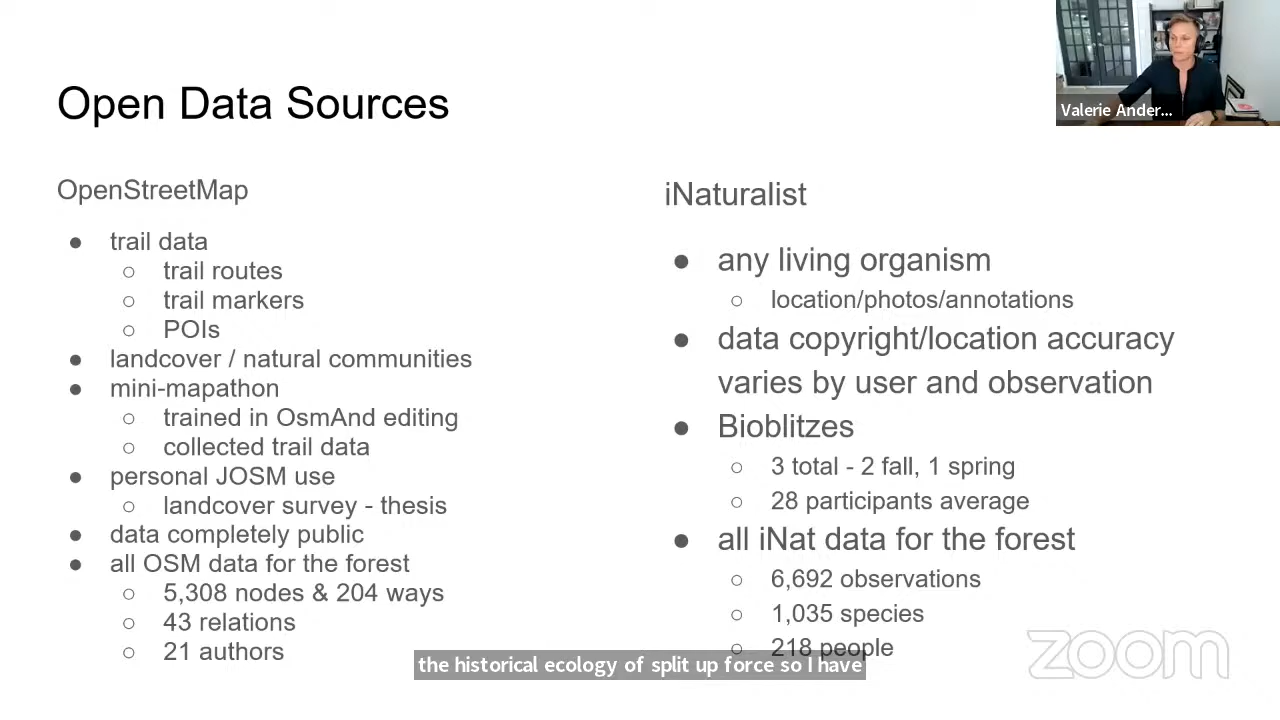 Open Data Sources
Valerie Ander...
OpenStreetMap
● trail data
○ trail routes
○ trail markers
○ POIs
● landcover / natural communities
● mini-mapathon
○ trained in OsmAnd editing
○ collected trail data
● personal JOSM use
○ landcover survey - thesis
● data completely public
● all OSM data for the forest
○ 5,308 nodes & 204 ways
○ 43 relations
○ 21 authors
iNaturalist
● any living organism
○ location/photos/annotations
● data copyright/location accuracy
varies by user and observation
● Bioblitzes
○ 3 total - 2 fall, 1 spring
○ 28 participants average
● all iNat data for the forest
○ 6,692 observations
○ 1,035 species
○ 218 people
the historical ecology of split up force so I have
zoom